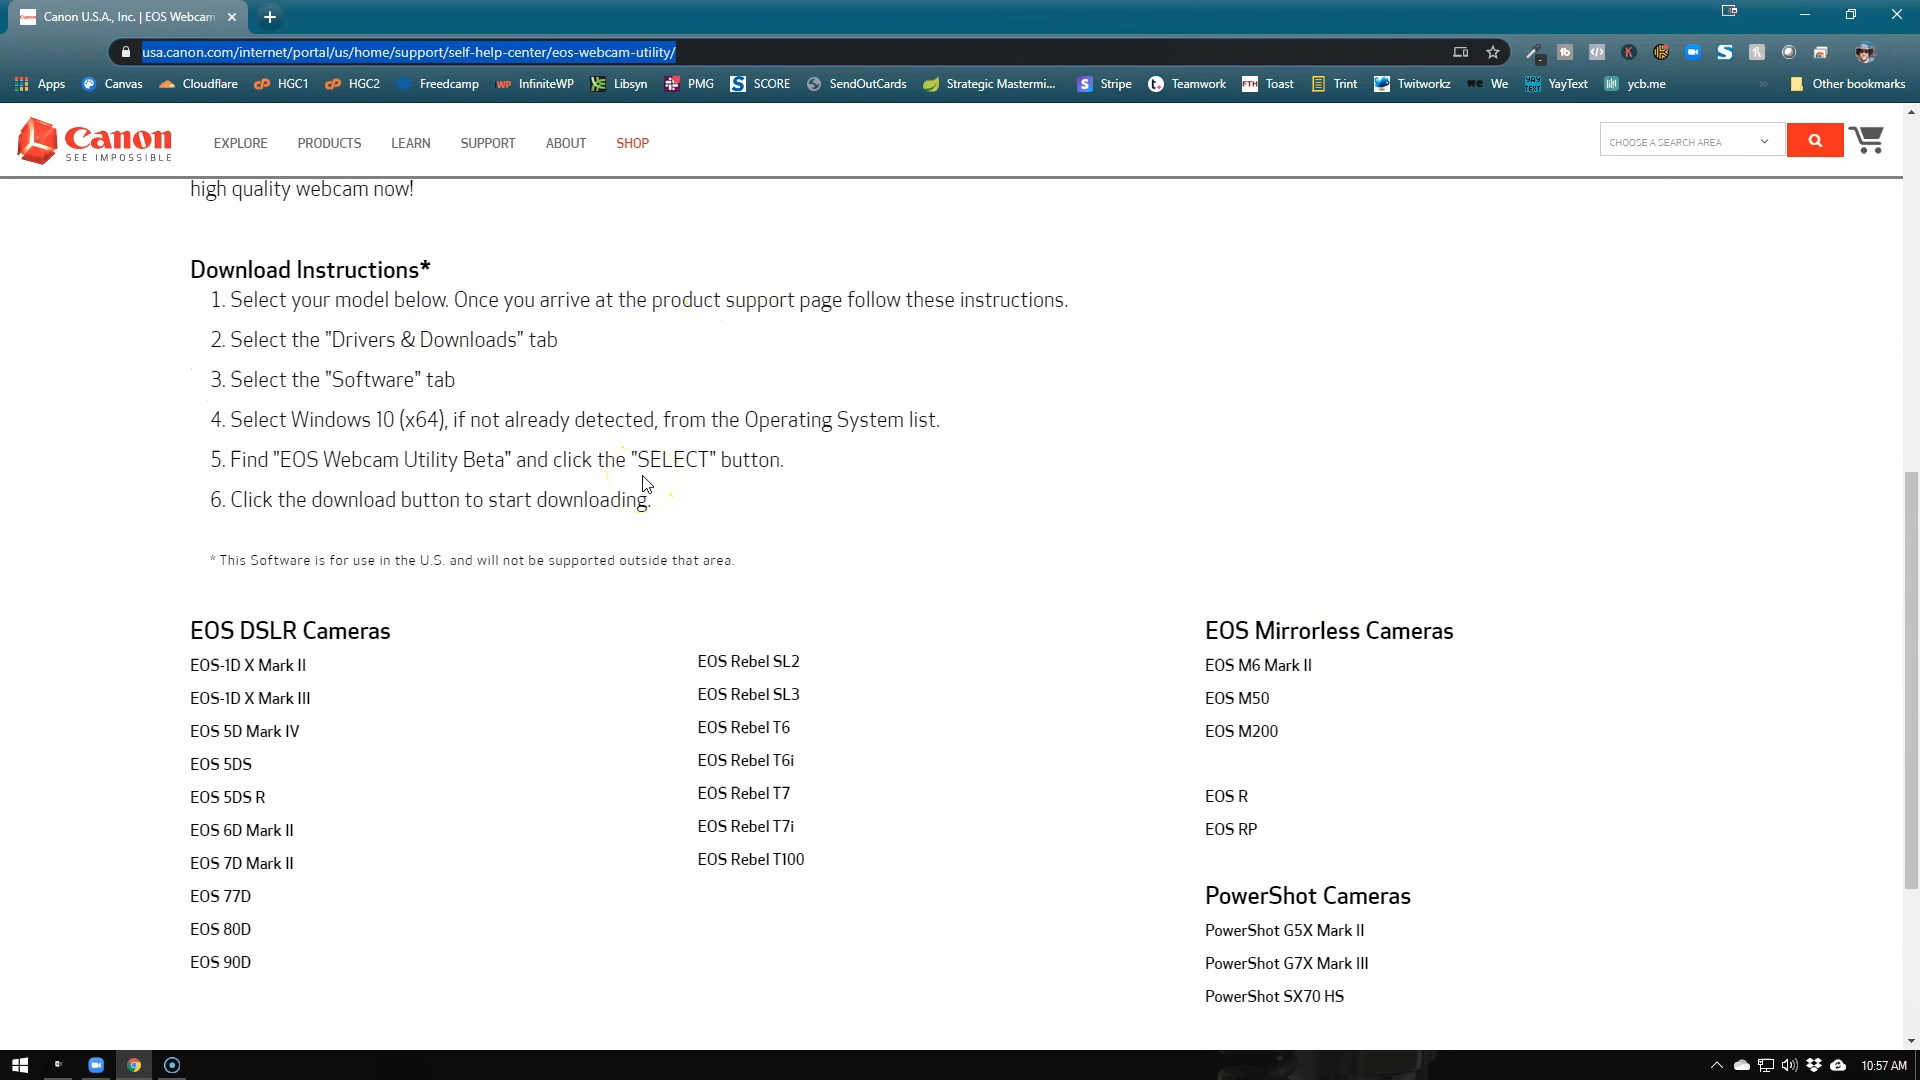 Canon U.S.A., Inc. | EOS Webcam
usa.canon.com/internet/portal/us/home/support/self-help-center/eos-webcam-utility/
Apps Canvas Cloudflare HGC1 HGC2 Freedcamp InfiniteWP Libsyn PMG SCORE SendOutCards Strategic Mastermi... Stripe Teamwork Toast Trint Twitworkz We YayText ycb.me Other bookmarks
Canon
SEE IMPOSSIBLE
EXPLORE PRODUCTS LEARN SUPPORT ABOUT SHOP
CHOOSE A SEARCH AREA
high quality webcam now!
Download Instructions*
1. Select your model below. Once you arrive at the product support page follow these instructions.
2. Select the "Drivers & Downloads" tab
3. Select the "Software" tab
4. Select Windows 10 (x64), if not already detected, from the Operating System list.
5. Find "EOS Webcam Utility Beta" and click the "SELECT" button.
6. Click the download button to start downloading.
* This Software is for use in the U.S. and will not be supported outside that area.
EOS DSLR Cameras
EOS-1D X Mark II
EOS-1D X Mark III
EOS 5D Mark IV
EOS 5DS
EOS 5DS R
EOS 6D Mark II
EOS 7D Mark II
EOS 77D
EOS 80D
EOS 90D
EOS Rebel SL2
EOS Rebel SL3
EOS Rebel T6
EOS Rebel T6i
EOS Rebel T7
EOS Rebel T7i
EOS Rebel T100
EOS Mirrorless Cameras
EOS M6 Mark II
EOS M50
EOS M200
EOS R
EOS RP
PowerShot Cameras
PowerShot G5X Mark II
PowerShot G7X Mark III
PowerShot SX70 HS
10:57 AM